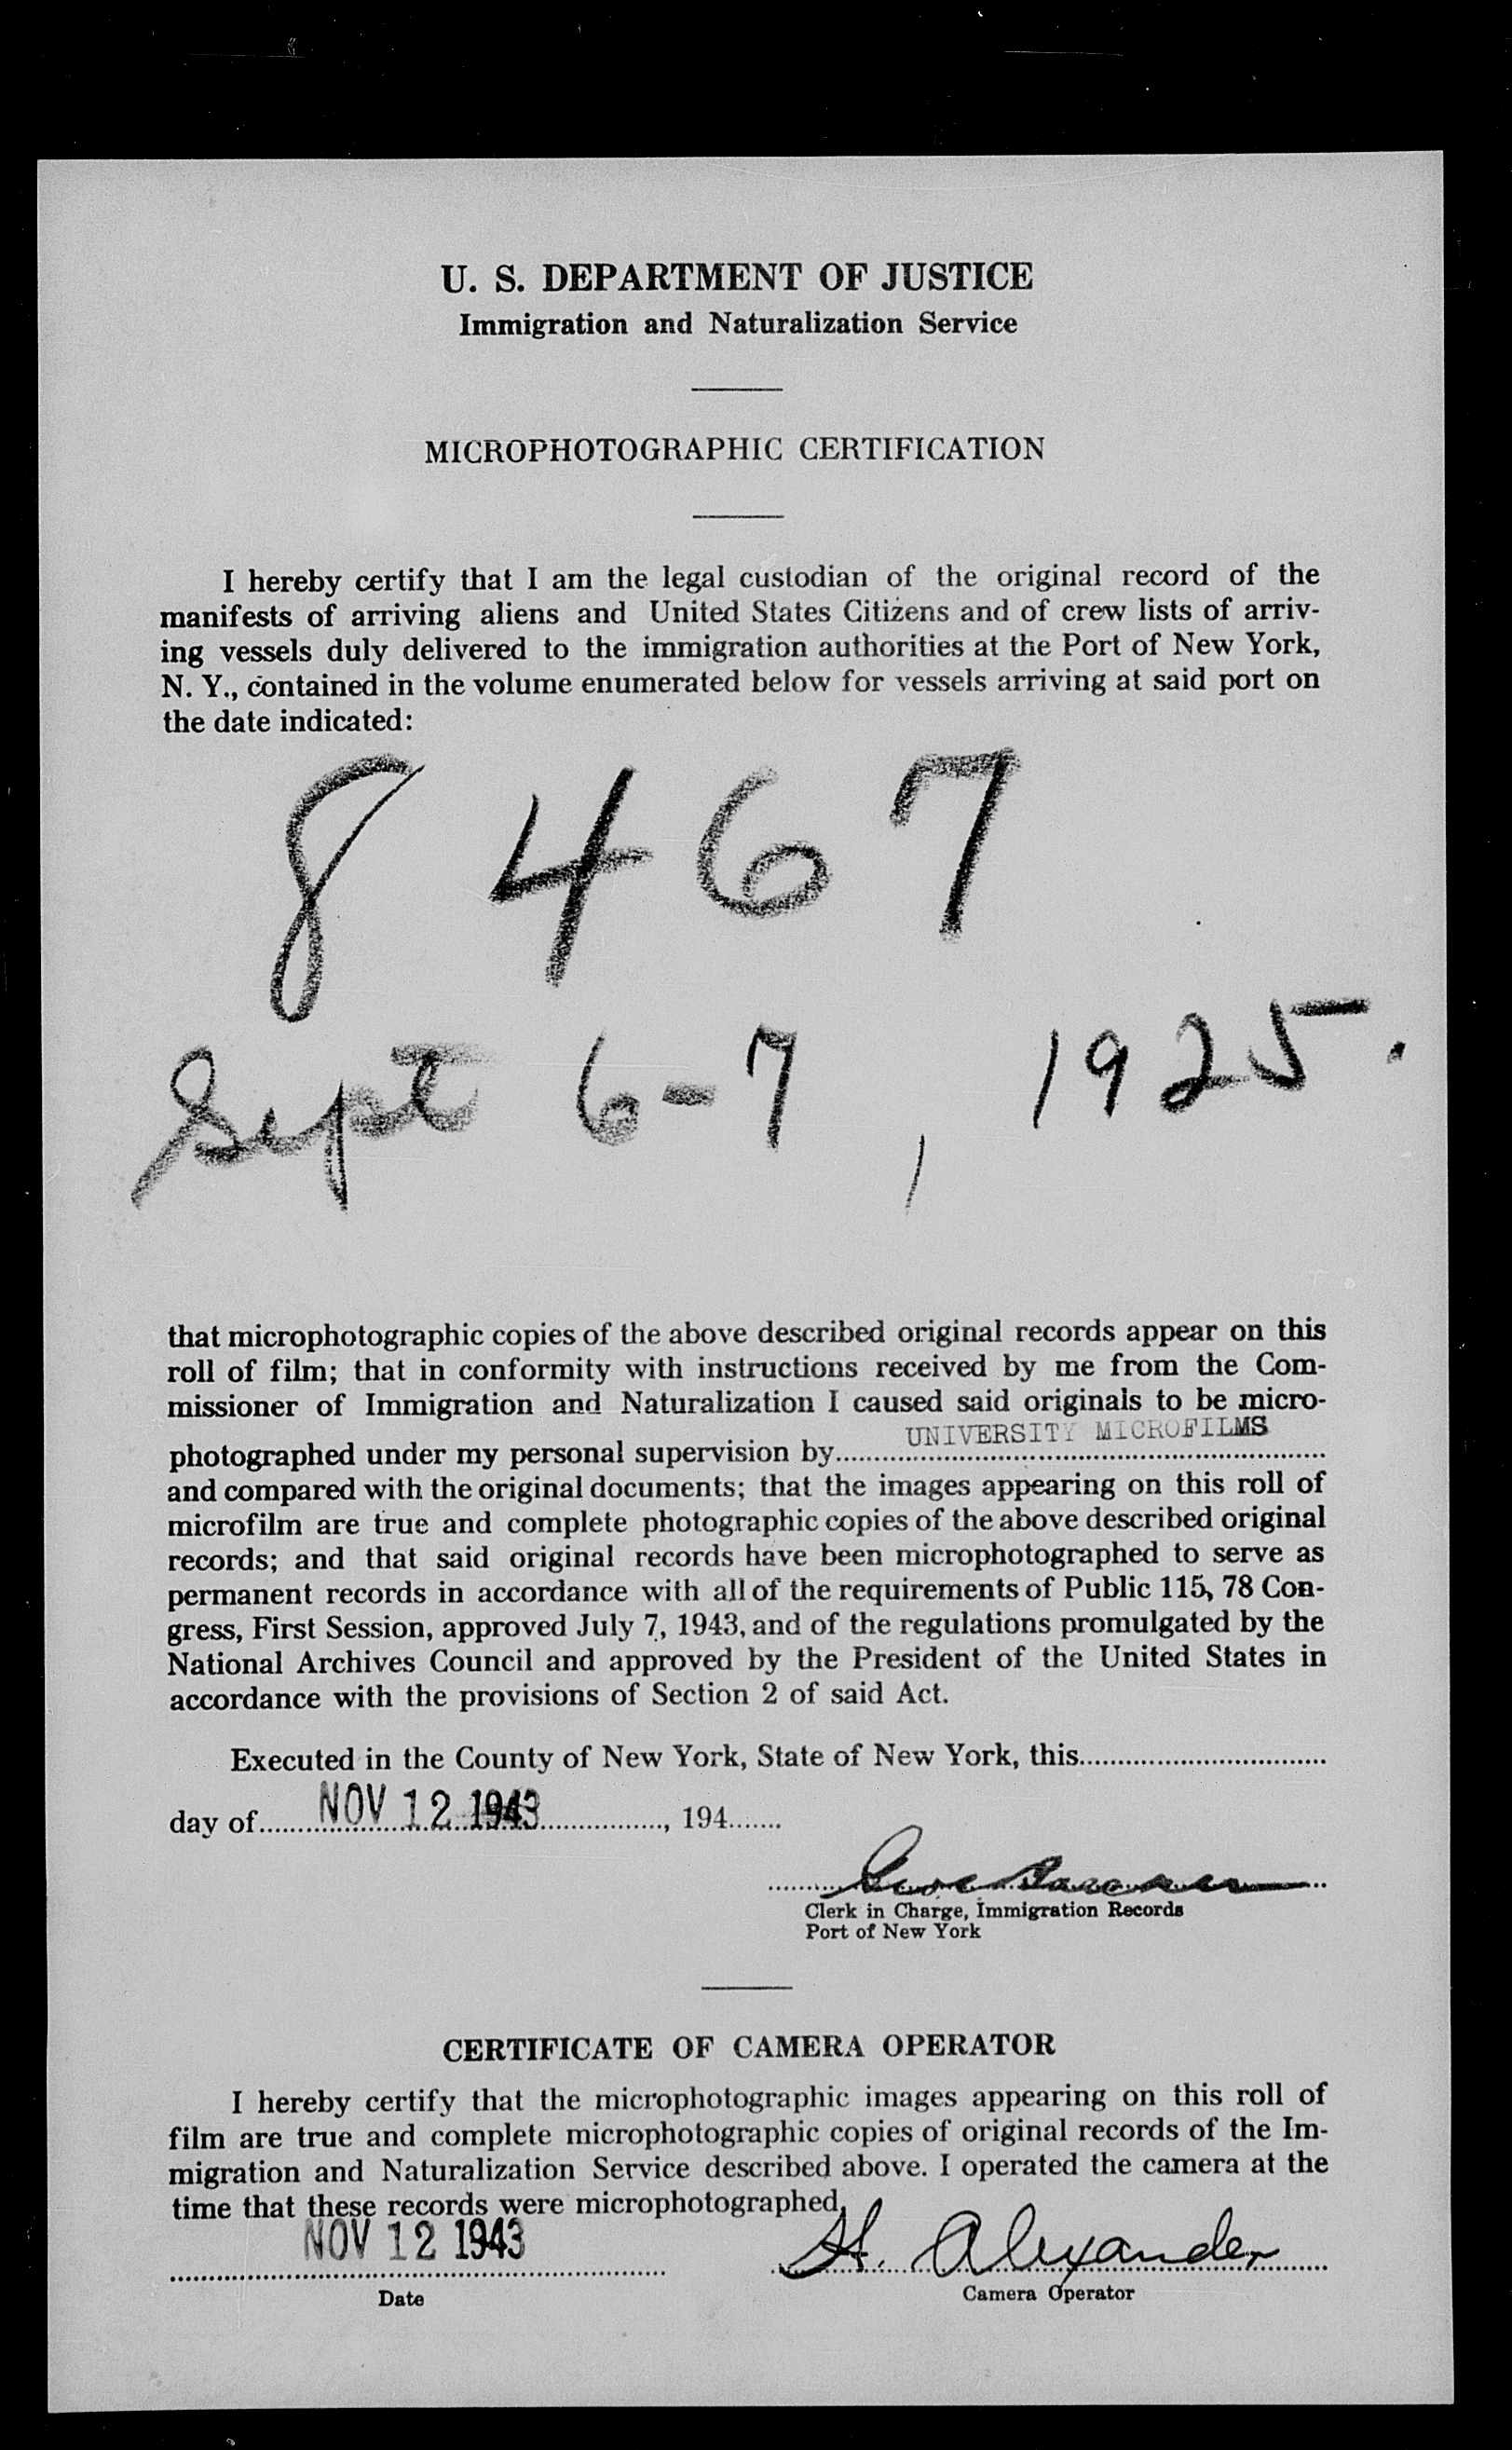 U. S. DEPARTMENT OF JUSTICE
Immigration and Naturalization Service
MICROPHOTOGRAPHIC CERTIFICATION
I hereby certify that I am the legal custodian of the original record of the
manifests of arriving aliens and United States Citizens and of crew lists of arriv-
ing vessels duly delivered to the immigration authorities at the Port of New York,
N. Y., contained in the volume enumerated below for vessels arriving at said port on
the date indicated:
8467
Sept 6-7, 1925.
that microphotographic copies of the above described original records appear on this
roll of film; that in conformity with instructions received by me from the Com-
missioner of Immigration and Naturalization I caused said originals to be micro-
photographed under my personal supervision by UNIVERSITY MICROFILMS
and compared with the original documents; that the images appearing on this roll of
microfilm are true and complete photographic copies of the above described original
records; and that said original records have been microphotographed to serve as
permanent records in accordance with all of the requirements of Public 115, 78 Con-
gress, First Session, approved July 7, 1943, and of the regulations promulgated by the
National Archives Council and approved by the President of the United States in
accordance with the provisions of Section 2 of said Act.
Executed in the County of New York, State of New York, this
day of NOV 12 1943, 194
Clerk in Charge, Immigration Records
Port of New York
CERTIFICATE OF CAMERA OPERATOR
I hereby certify that the microphotographic images appearing on this roll of
film are true and complete microphotographic copies of original records of the Im-
migration and Naturalization Service described above. I operated the camera at the
time that these records were microphotographed.
NOV 12 1943 H. Alexander
Date Camera Operator